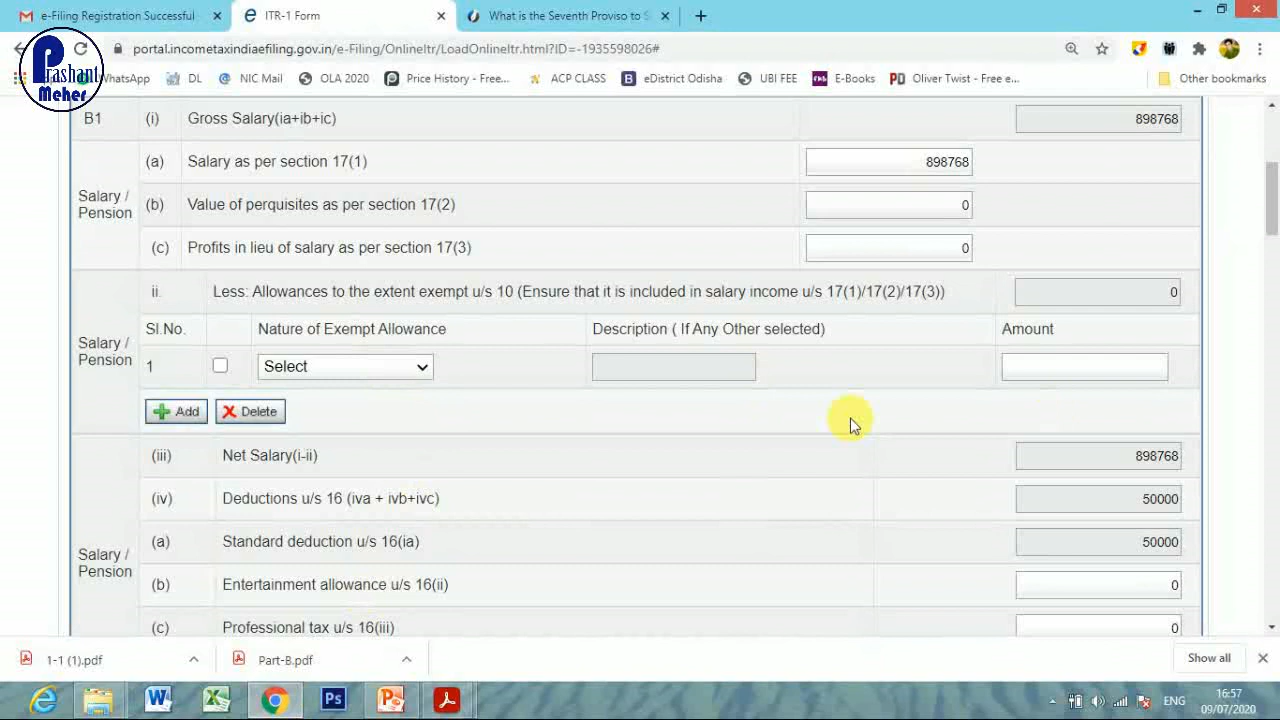 e-Filing Registration Successful
ITR-1 Form
What is the Seventh Proviso to S
portal.incometaxindiaefiling.gov.in/e-Filing/OnlineItr/LoadOnlineItr.html?ID=-1935598026#
Prashant
Meher
WhatsApp
DL
NIC Mail
OLA 2020
Price History - Free...
ACP CLASS
eDistrict Odisha
UBI FEE
E-Books
PD
Oliver Twist - Free e...
Other bookmarks
B1 (i) Gross Salary(ia+ib+ic) 898768
(a) Salary as per section 17(1) 898768
Salary / Pension
(b) Value of perquisites as per section 17(2) 0
(c) Profits in lieu of salary as per section 17(3) 0
ii. Less: Allowances to the extent exempt u/s 10 (Ensure that it is included in salary income u/s 17(1)/17(2)/17(3)) 0
Salary / Pension
Sl.No. Nature of Exempt Allowance Description ( If Any Other selected) Amount
1 Select
Add Delete
(iii) Net Salary(i-ii) 898768
(iv) Deductions u/s 16 (iva + ivb+ivc) 50000
Salary / Pension
(a) Standard deduction u/s 16(ia) 50000
(b) Entertainment allowance u/s 16(ii) 0
(c) Professional tax u/s 16(iii) 0
1-1 (1).pdf
Part-B.pdf
Show all
ENG
16:57
09/07/2020